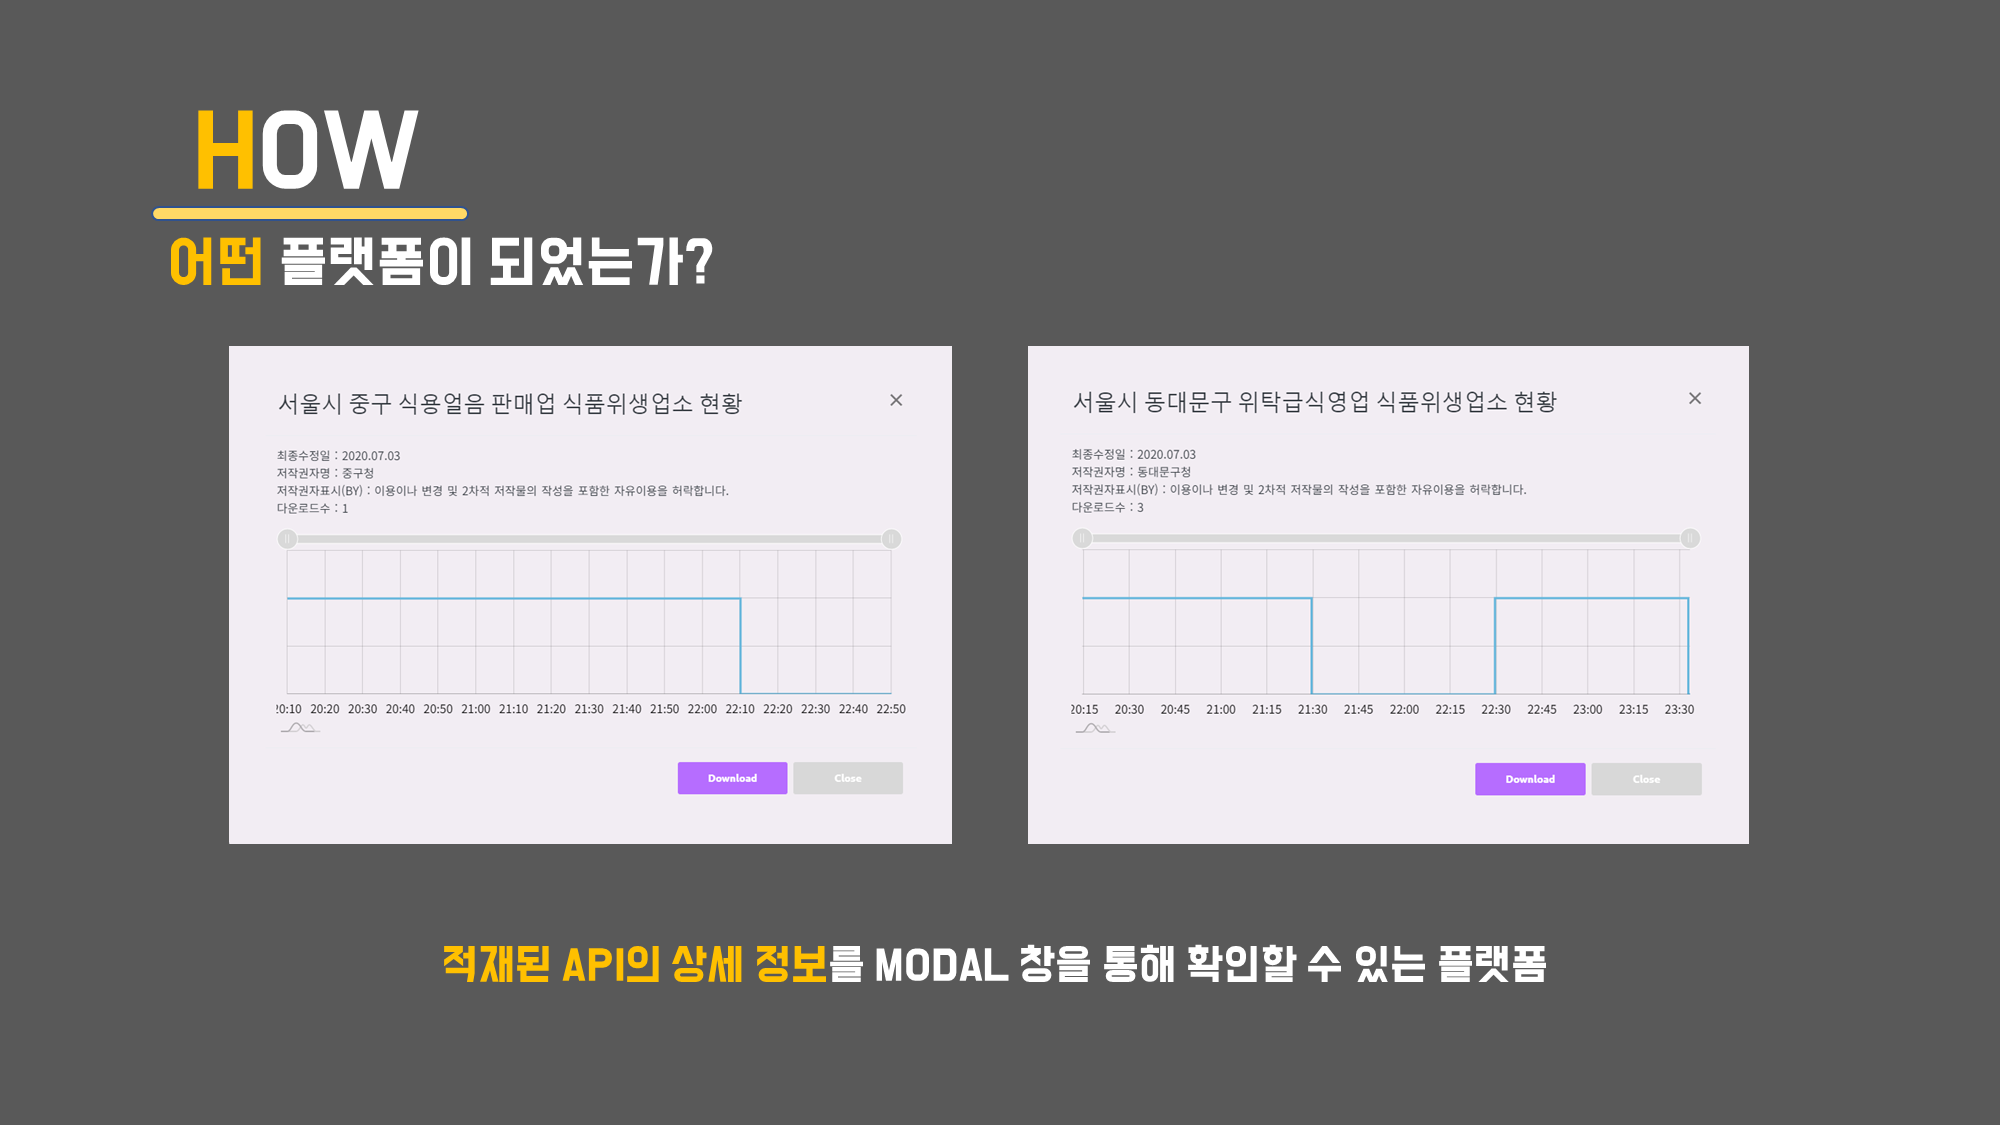 HOW
어떤 플랫폼이 되었는가?
서울시 중구 식용얼음 판매업 식품위생업소 현황
최종수정일 : 2020.07.03
저작권자명 : 중구청
저작권자표시(BY) : 이용이나 변경 및 2차적 저작물의 작성을 포함한 자유이용을 허락합니다.
다운로드수 : 1
20:10 20:20 20:30 20:40 20:50 21:00 21:10 21:20 21:30 21:40 21:50 22:00 22:10 22:20 22:30 22:40 22:50
Download Close
서울시 동대문구 위탁급식영업 식품위생업소 현황
최종수정일 : 2020.07.03
저작권자명 : 동대문구청
저작권자표시(BY) : 이용이나 변경 및 2차적 저작물의 작성을 포함한 자유이용을 허락합니다.
다운로드수 : 3
20:15 20:30 20:45 21:00 21:15 21:30 21:45 22:00 22:15 22:30 22:45 23:00 23:15 23:30
Download Close
적재된 API의 상세 정보를 MODAL 창을 통해 확인할 수 있는 플랫폼